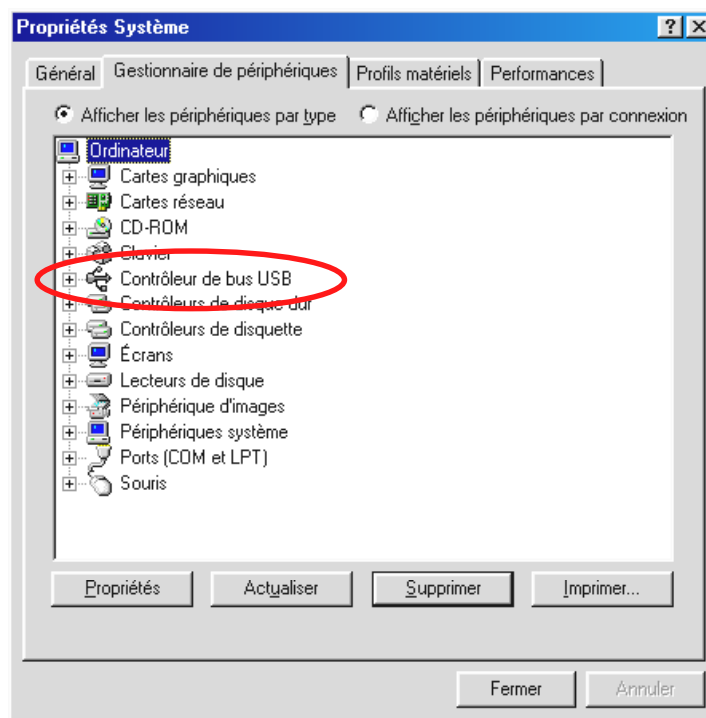 Propriétés Système
Général Gestionnaire de périphériques Profils matériels Performances
Afficher les périphériques par type Afficher les périphériques par connexion
Ordinateur
Cartes graphiques
Cartes réseau
CD-ROM
Clavier
Contrôleur de bus USB
Contrôleurs de disque dur
Contrôleurs de disquette
Écrans
Lecteurs de disque
Périphérique d'images
Périphériques système
Ports (COM et LPT)
Souris
Propriétés Actualiser Supprimer Imprimer...
Fermer Annuler